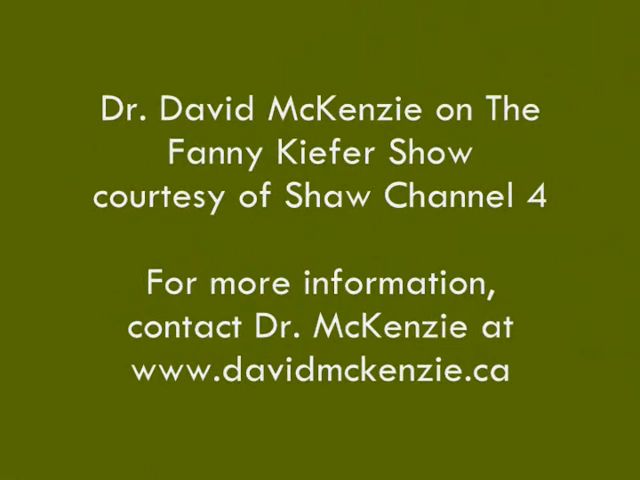 Dr. David McKenzie on The
Fanny Kiefer Show
courtesy of Shaw Channel 4
For more information,
contact Dr. McKenzie at
www.davidmckenzie.ca